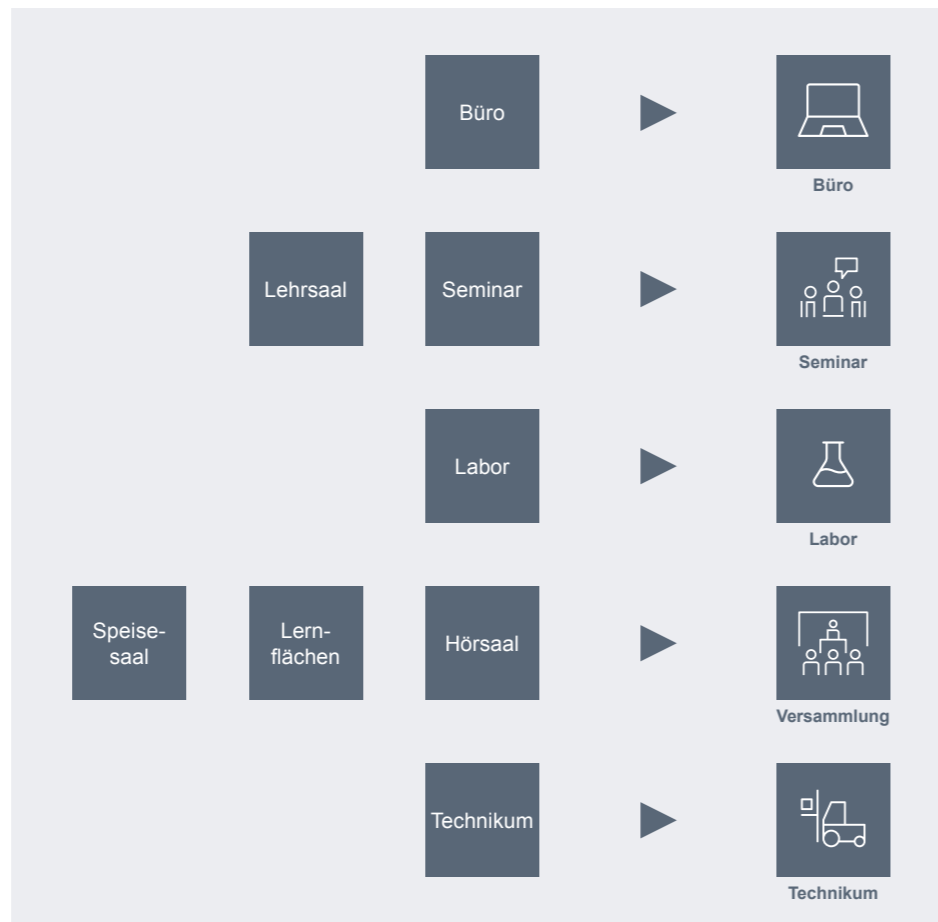 Büro
Büro
Lehrsaal
Seminar
Seminar
Labor
Labor
Speise-
saal
Lern-
flächen
Hörsaal
Versammlung
Technikum
Technikum